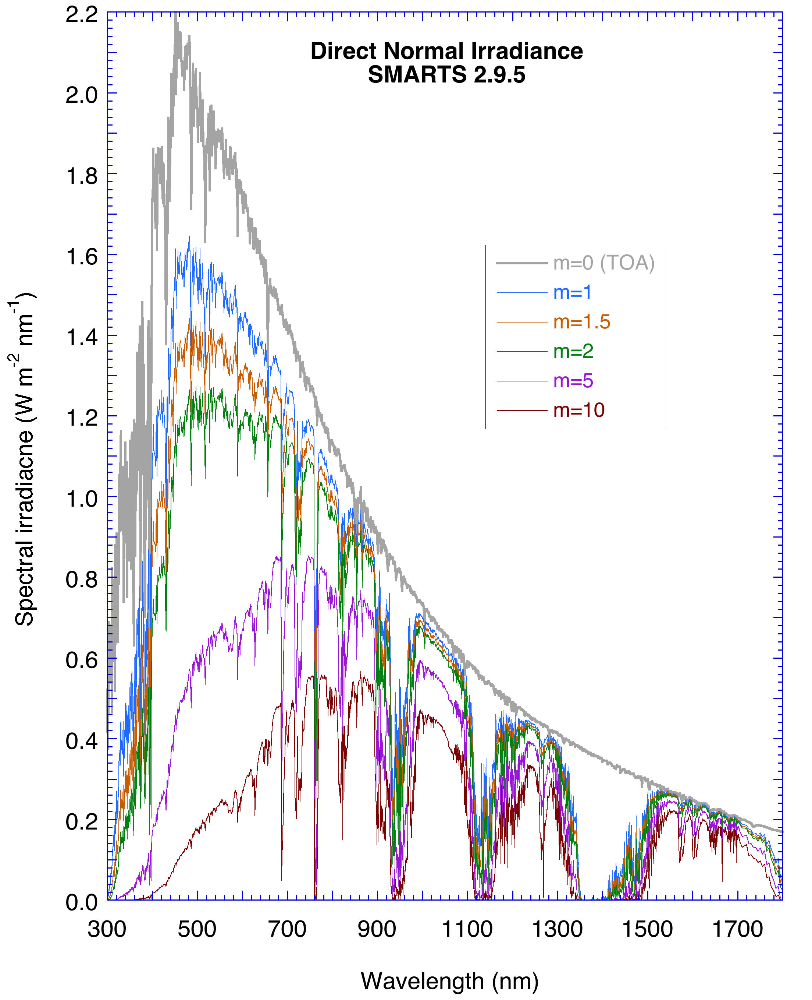 Direct Normal Irradiance
SMARTS 2.9.5
2.2
2.0
1.8
1.6
1.4
1.2
1.0
0.8
0.6
0.4
0.2
0.0
Spectral irradiacne (W m-2 nm-1)
m=0 (TOA)
m=1
m=1.5
m=2
m=5
m=10
300 500 700 900 1100 1300 1500 1700
Wavelength (nm)